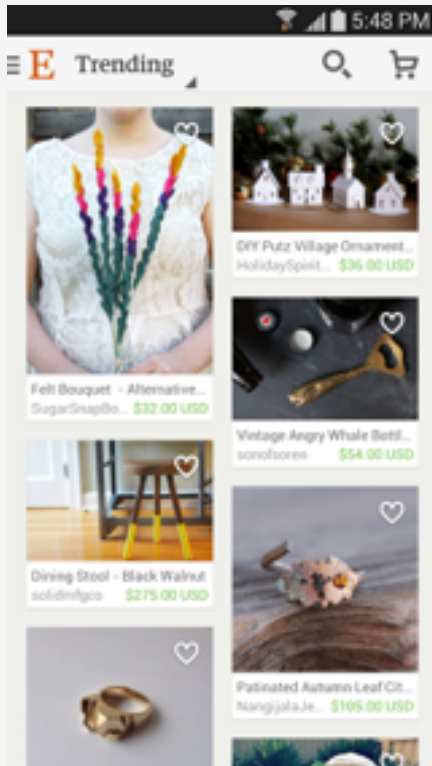 5:48 PM
E Trending
Felt Bouquet - Alternative...
SugarSnapBo... $32.00 USD
Dining Stool - Black Walnut
solidmfgco $275.00 USD
DIY Putz Village Ornament...
HolidaySpirit... $36.00 USD
Vintage Angry Whale Bottl...
sonofsoren $54.00 USD
Patinated Autumn Leaf Cit...
NangijalaJe... $105.00 USD